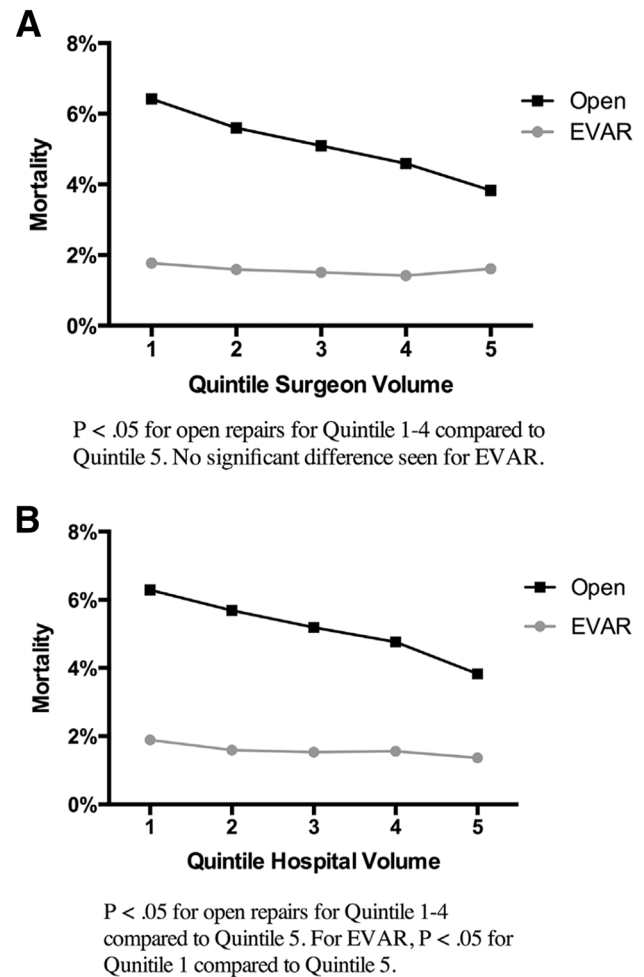 A
8%
6%
4%
2%
0%
Mortality
1 2 3 4 5
Quintile Surgeon Volume
Open
EVAR
P < .05 for open repairs for Quintile 1-4 compared to
Quintile 5. No significant difference seen for EVAR.
B
8%
6%
4%
2%
0%
Mortality
1 2 3 4 5
Quintile Hospital Volume
Open
EVAR
P < .05 for open repairs for Quintile 1-4
compared to Quintile 5. For EVAR, P < .05 for
Qunitile 1 compared to Quintile 5.